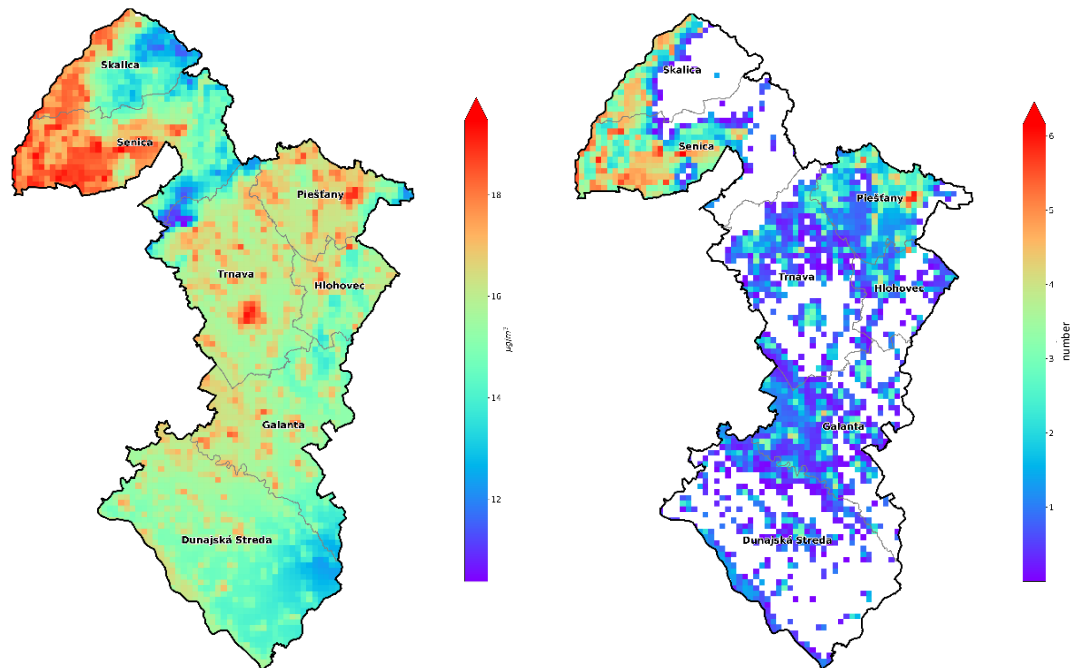 Skalica
Senica
Piešťany
Trnava
Hlohovec
Galanta
Dunajská Streda
18
16
14
12
µg/m³
Skalica
Senica
Piešťany
Trnava
Hlohovec
Galanta
Dunajská Streda
6
5
4
3
2
1
number